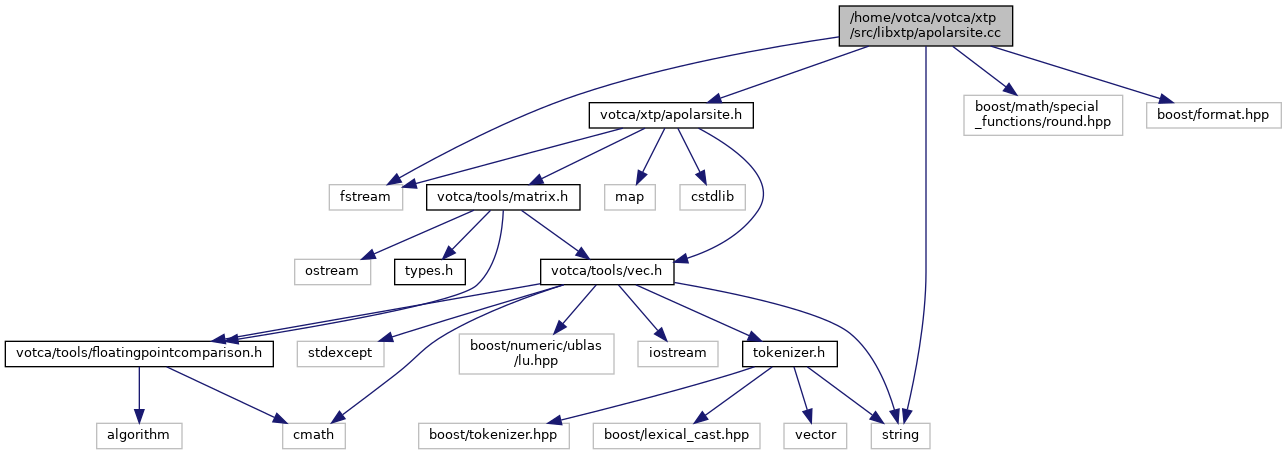 /home/votca/votca/xtp
/src/libxtp/apolarsite.cc
votca/xtp/apolarsite.h
boost/math/special
_functions/round.hpp
boost/format.hpp
fstream
votca/tools/matrix.h
map
cstdlib
ostream
types.h
votca/tools/vec.h
votca/tools/floatingpointcomparison.h
stdexcept
boost/numeric/ublas
/lu.hpp
iostream
tokenizer.h
algorithm
cmath
boost/tokenizer.hpp
boost/lexical_cast.hpp
vector
string